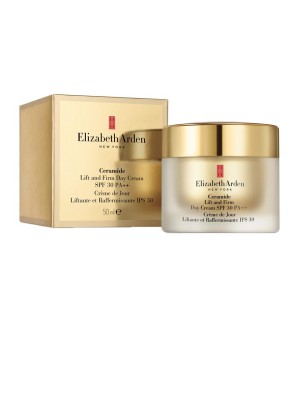 Elizabeth Arden
NEW YORK
Ceramide
Lift and Firm Day Cream
SPF 30 PA++
Crème de Jour
Liftante et Raffermissante IPS 30
50 ml ℮
Elizabeth Arden
NEW YORK
Ceramide
Lift and Firm
Day Cream SPF 30 PA++
Crème de Jour
Liftante et Raffermissante IPS 30